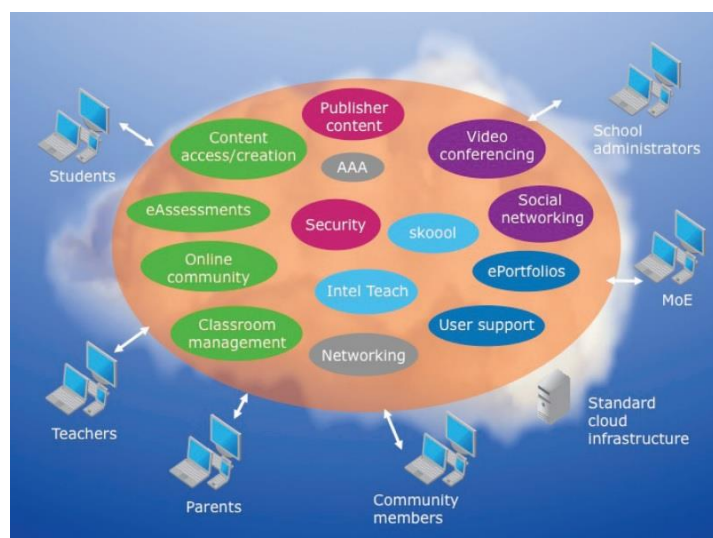 Publisher
content
Content
access/creation
AAA
Video
conferencing
School
administrators
Students
eAssessments
Security
skoool
Social
networking
Online
community
Intel Teach
ePortfolios
MoE
Classroom
management
Networking
User support
Teachers
Parents
Community
members
Standard
cloud
infrastructure